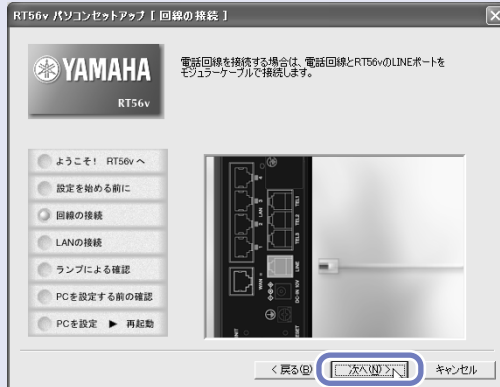 RT56v パソコンセットアップ [ 回線の接続 ]
YAMAHA
RT56v
電話回線を接続する場合は、電話回線とRT56vのLINEポートを
モジュラーケーブルで接続します。
ようこそ! RT56v へ
設定を始める前に
回線の接続
LANの接続
ランプによる確認
PCを設定する前の確認
PCを設定 ▶ 再起動
4
3
2
1
LAN
WAN
TEL1
TEL2
TEL3
LINE
DC-IN 10V
< 戻る(B)
次へ(N) >
キャンセル